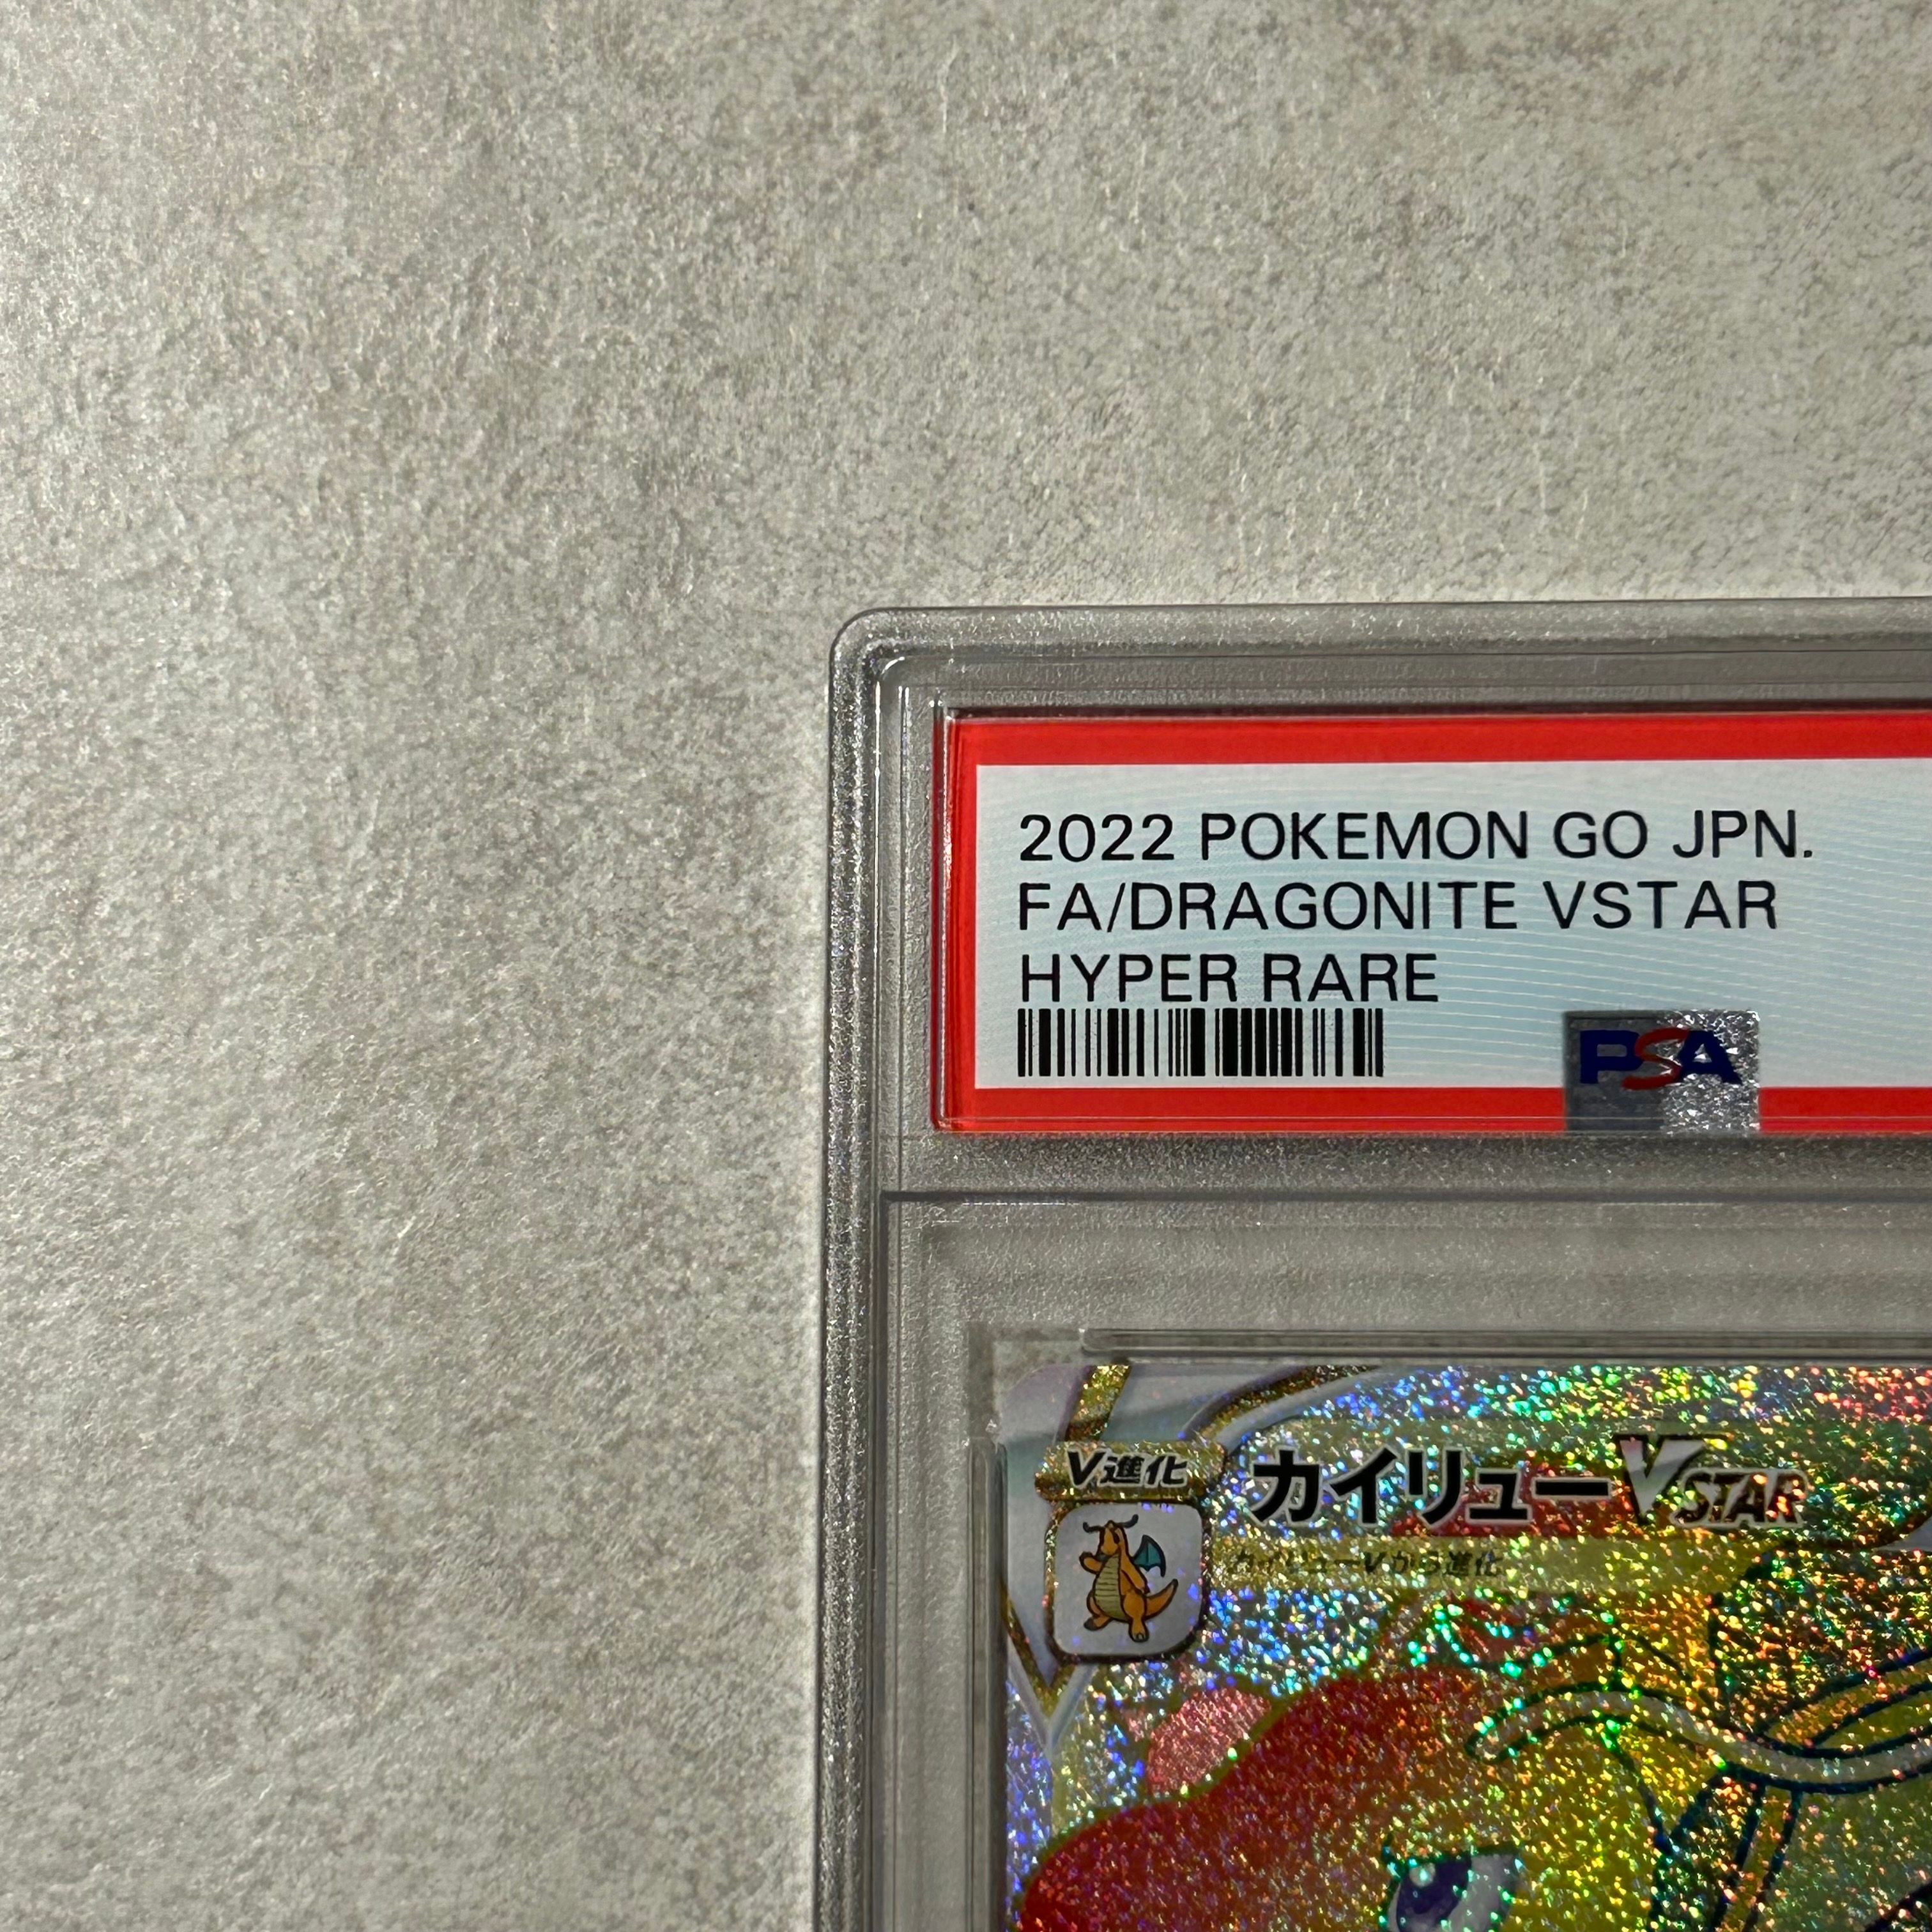 2022 POKEMON GO JPN.
FA/DRAGONITE VSTAR
HYPER RARE
PSA
V進化
カイリューVSTAR
カイリューVから進化